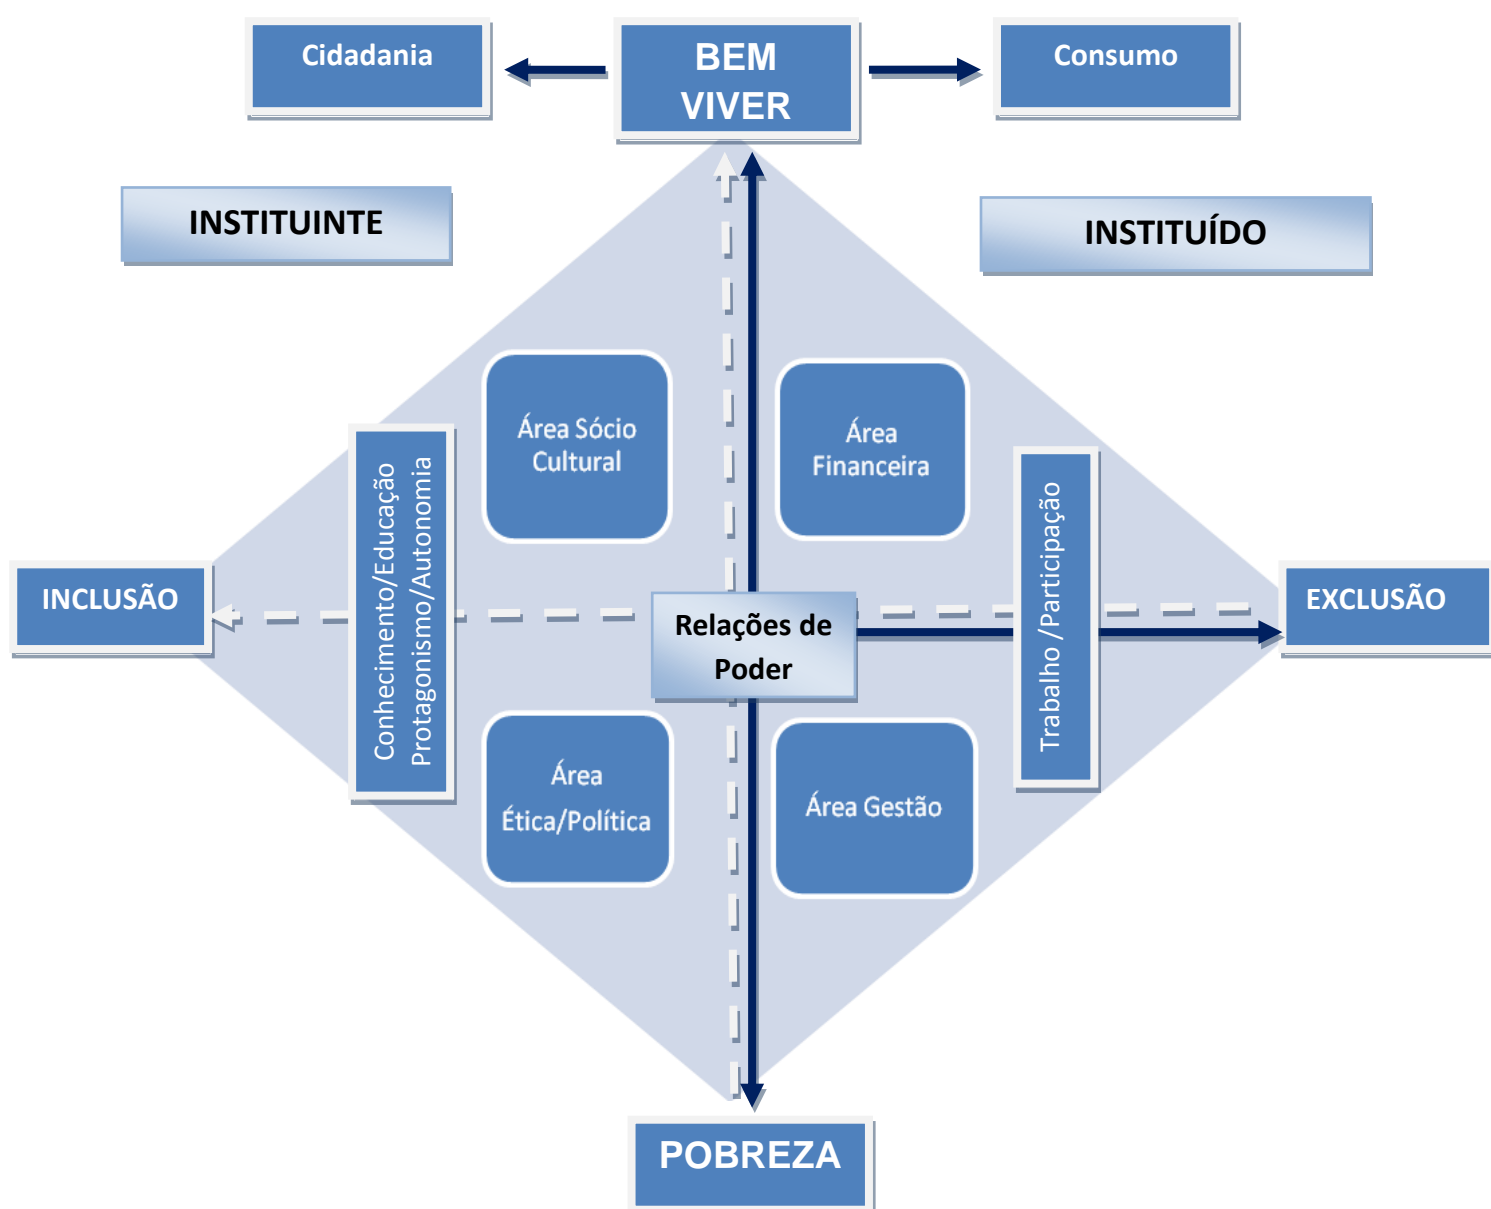 Cidadania
BEM
VIVER
Consumo
INSTITUINTE
INSTITUÍDO
Área Sócio
Cultural
Área
Financeira
Conhecimento/Educação
Protagonismo/Autonomia
Trabalho /Participação
INCLUSÃO
Relações de
Poder
EXCLUSÃO
Área
Ética/Política
Área Gestão
POBREZA